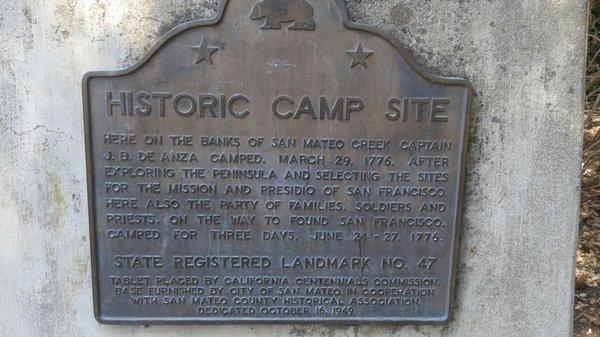 HISTORIC CAMP SITE
HERE ON THE BANKS OF SAN MATEO CREEK CAPTAIN
J. B. DE ANZA CAMPED, MARCH 29, 1776, AFTER
EXPLORING THE PENINSULA AND SELECTING THE SITES
FOR THE MISSION AND PRESIDIO OF SAN FRANCISCO.
HERE ALSO THE PARTY OF FAMILIES, SOLDIERS AND
PRIESTS, ON THE WAY TO FOUND SAN FRANCISCO,
CAMPED FOR THREE DAYS, JUNE 24-27, 1776.
STATE REGISTERED LANDMARK NO. 47
TABLET PLACED BY CALIFORNIA CENTENNIALS COMMISSION.
BASE FURNISHED BY CITY OF SAN MATEO IN COOPERATION
WITH SAN MATEO COUNTY HISTORICAL ASSOCIATION.
DEDICATED OCTOBER 16, 1949